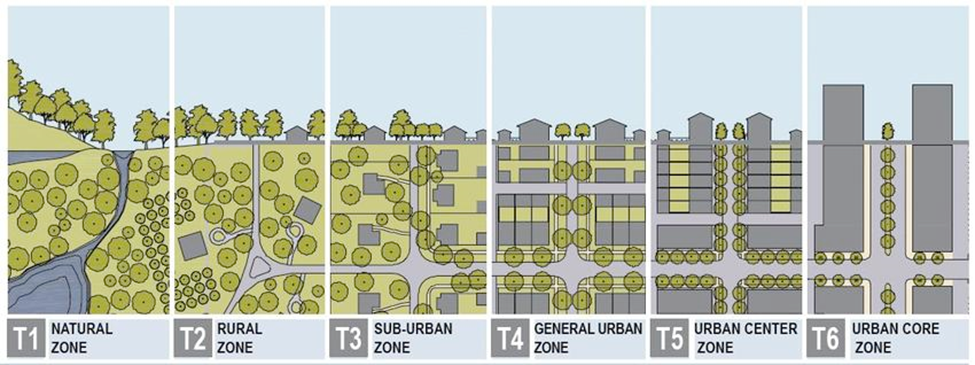 T1 NATURAL
ZONE
T2 RURAL
ZONE
T3 SUB-URBAN
ZONE
T4 GENERAL URBAN
ZONE
T5 URBAN CENTER
ZONE
T6 URBAN CORE
ZONE